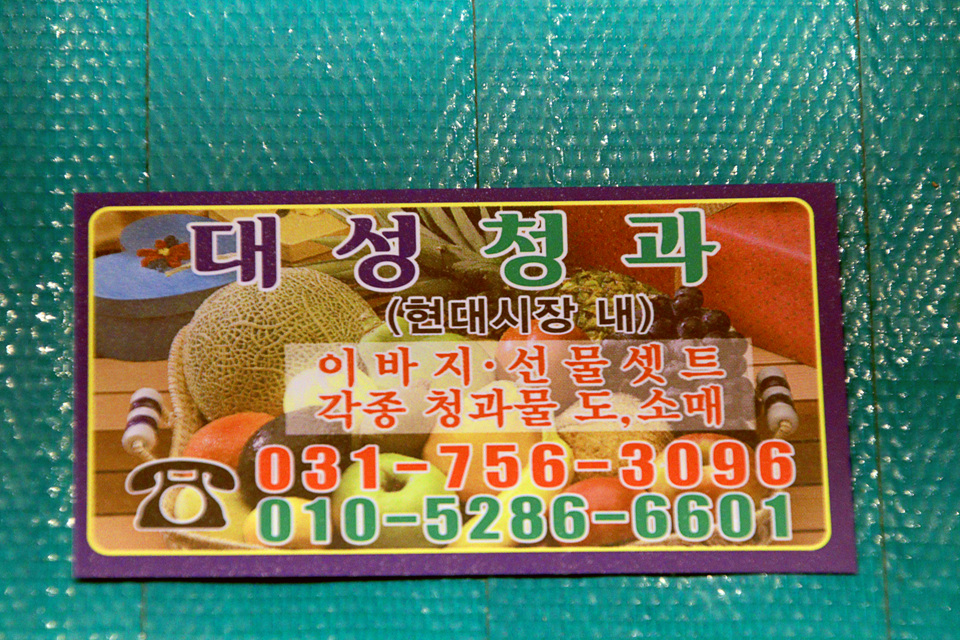 대성청과
(현대시장 내)
이바지·선물셋트
각종 청과물 도,소매
031-756-3096
010-5286-6601